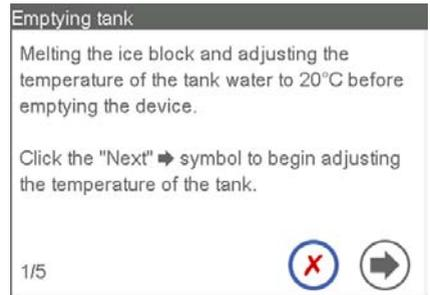 Emptying tank
Melting the ice block and adjusting the
temperature of the tank water to 20°C before
emptying the device.
Click the "Next" ➡ symbol to begin adjusting
the temperature of the tank.
1/5